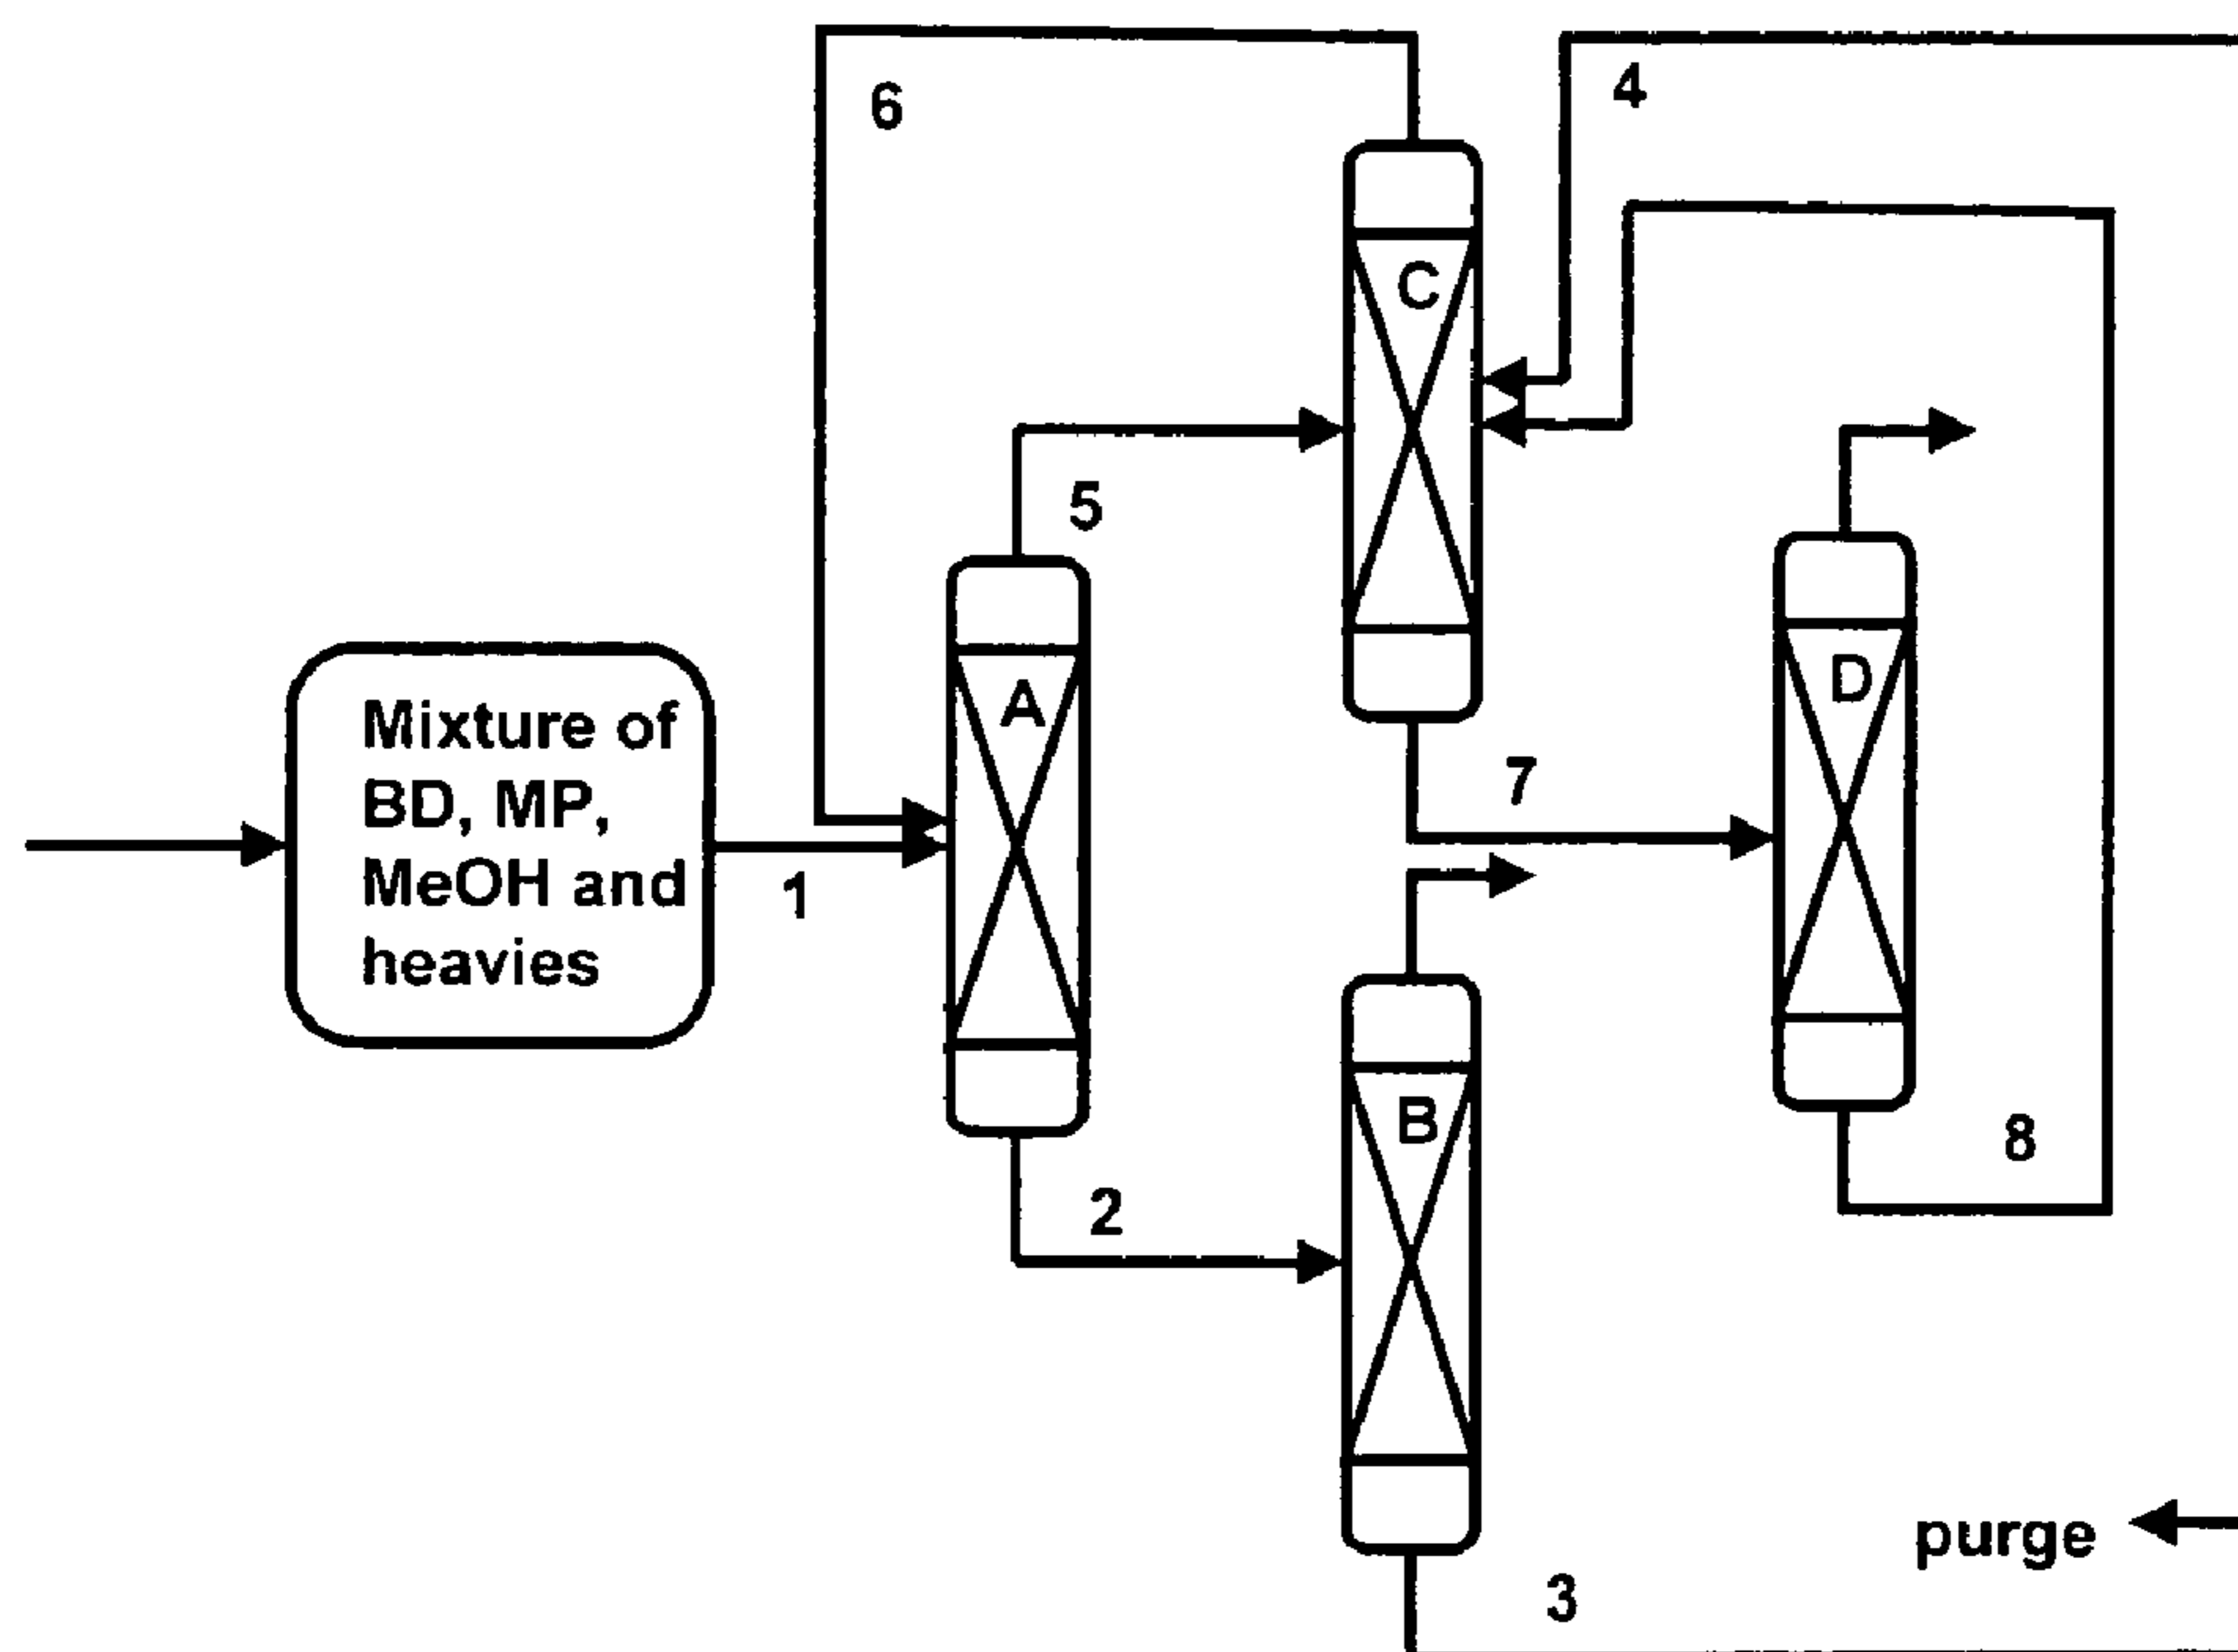 6
4
C
5
A
D
Mixture of
BD, MP,
MeOH and
heavies
7
1
B
8
2
purge
3